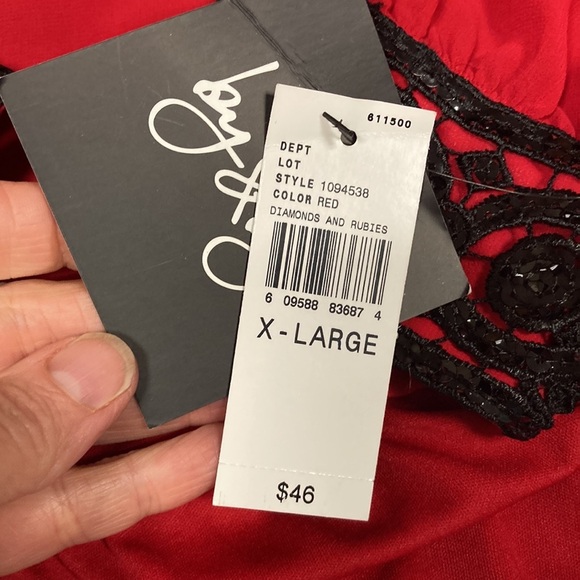 611500
DEPT
LOT
STYLE 1094538
COLOR RED
DIAMONDS AND RUBIES
6 09588 83687 4
X-LARGE
$46